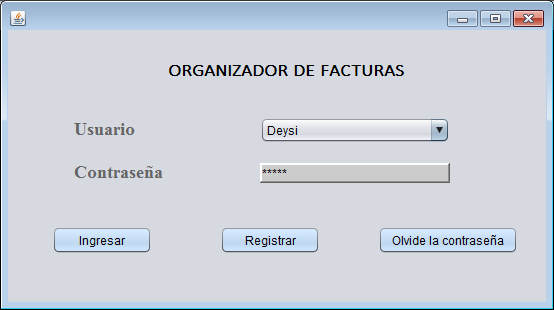 ORGANIZADOR DE FACTURAS
Usuario
Deysi
Contraseña
*****
Ingresar
Registrar
Olvide la contraseña